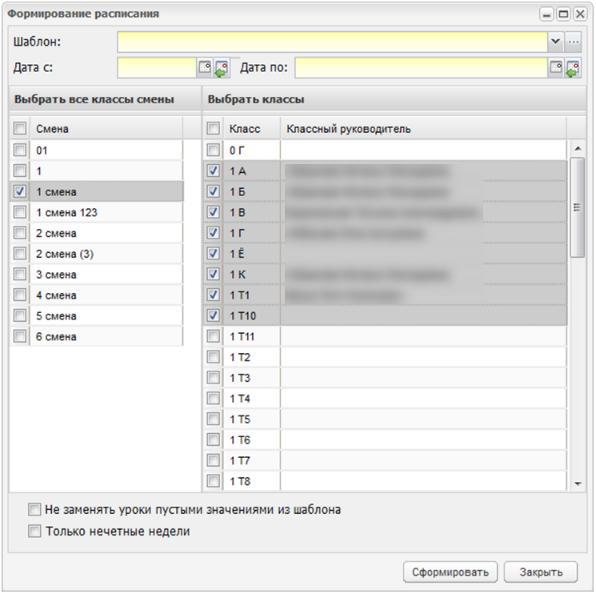 Формирование расписания
Шаблон:
Дата с: Дата по:
Выбрать все классы смены Выбрать классы
Смена Класс Классный руководитель
01 0 Г
1 1 А
1 смена 1 Б
1 смена 123 1 В
2 смена 1 Г
2 смена (3) 1 Ё
3 смена 1 К
4 смена 1 Т1
5 смена 1 Т10
6 смена 1 Т11
1 Т2
1 Т3
1 Т4
1 Т5
1 Т6
1 Т7
1 Т8
Не заменять уроки пустыми значениями из шаблона
Только нечетные недели
Сформировать Закрыть